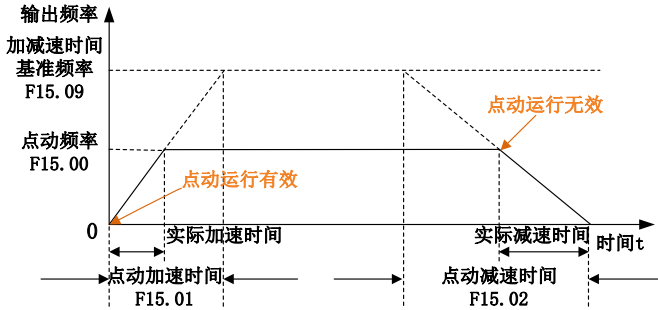 输出频率
加减速时间
基准频率
F15.09
点动运行无效
点动频率
F15.00
点动运行有效
0
实际加速时间
实际减速时间
时间t
点动加速时间
F15.01
点动减速时间
F15.02